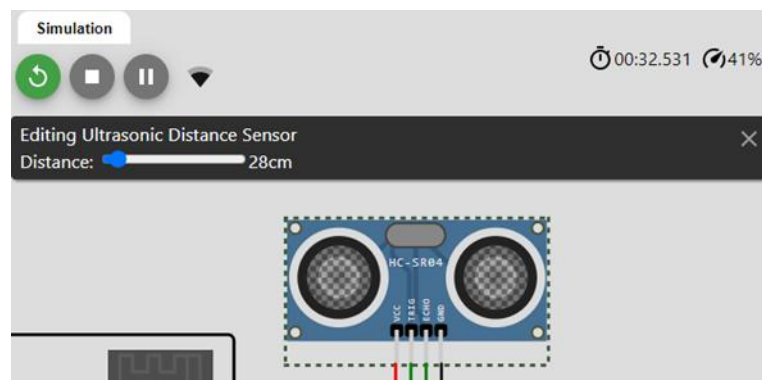 Simulation
00:32.531 41%
Editing Ultrasonic Distance Sensor
Distance: 28cm
HC-SR04
VCC
TRIG
ECHO
GND